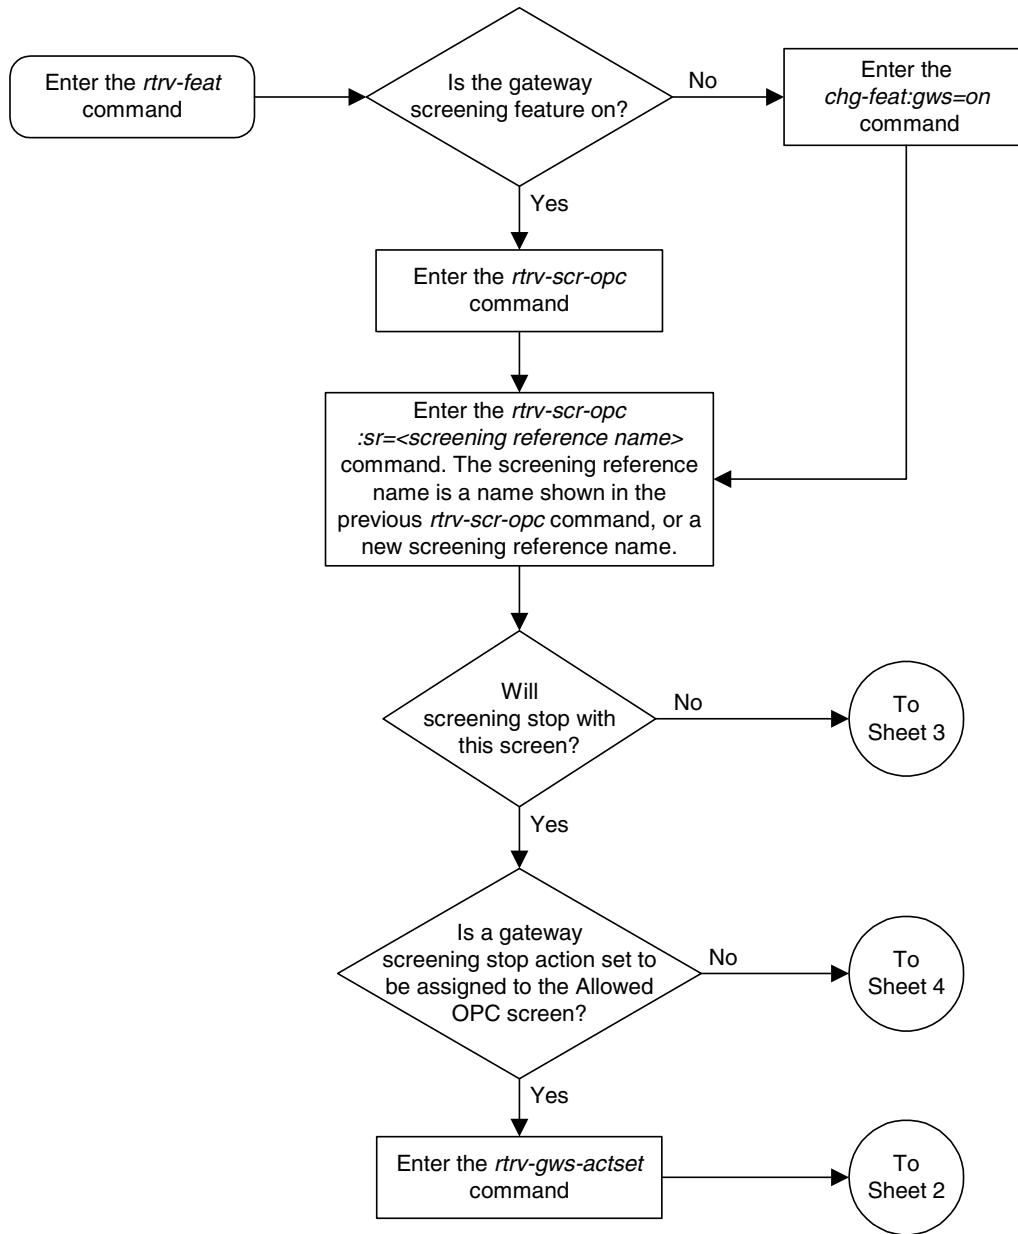 Enter the rtrv-feat
command
Is the gateway
screening feature on?
No
Enter the
chg-feat:gws=on
command
Yes
Enter the rtrv-scr-opc
command
Enter the rtrv-scr-opc
:sr=<screening reference name>
command. The screening reference
name is a name shown in the
previous rtrv-scr-opc command, or a
new screening reference name.
Will
screening stop with
this screen?
No
To
Sheet 3
Yes
Is a gateway
screening stop action set to
be assigned to the Allowed
OPC screen?
No
To
Sheet 4
Yes
Enter the rtrv-gws-actset
command
To
Sheet 2